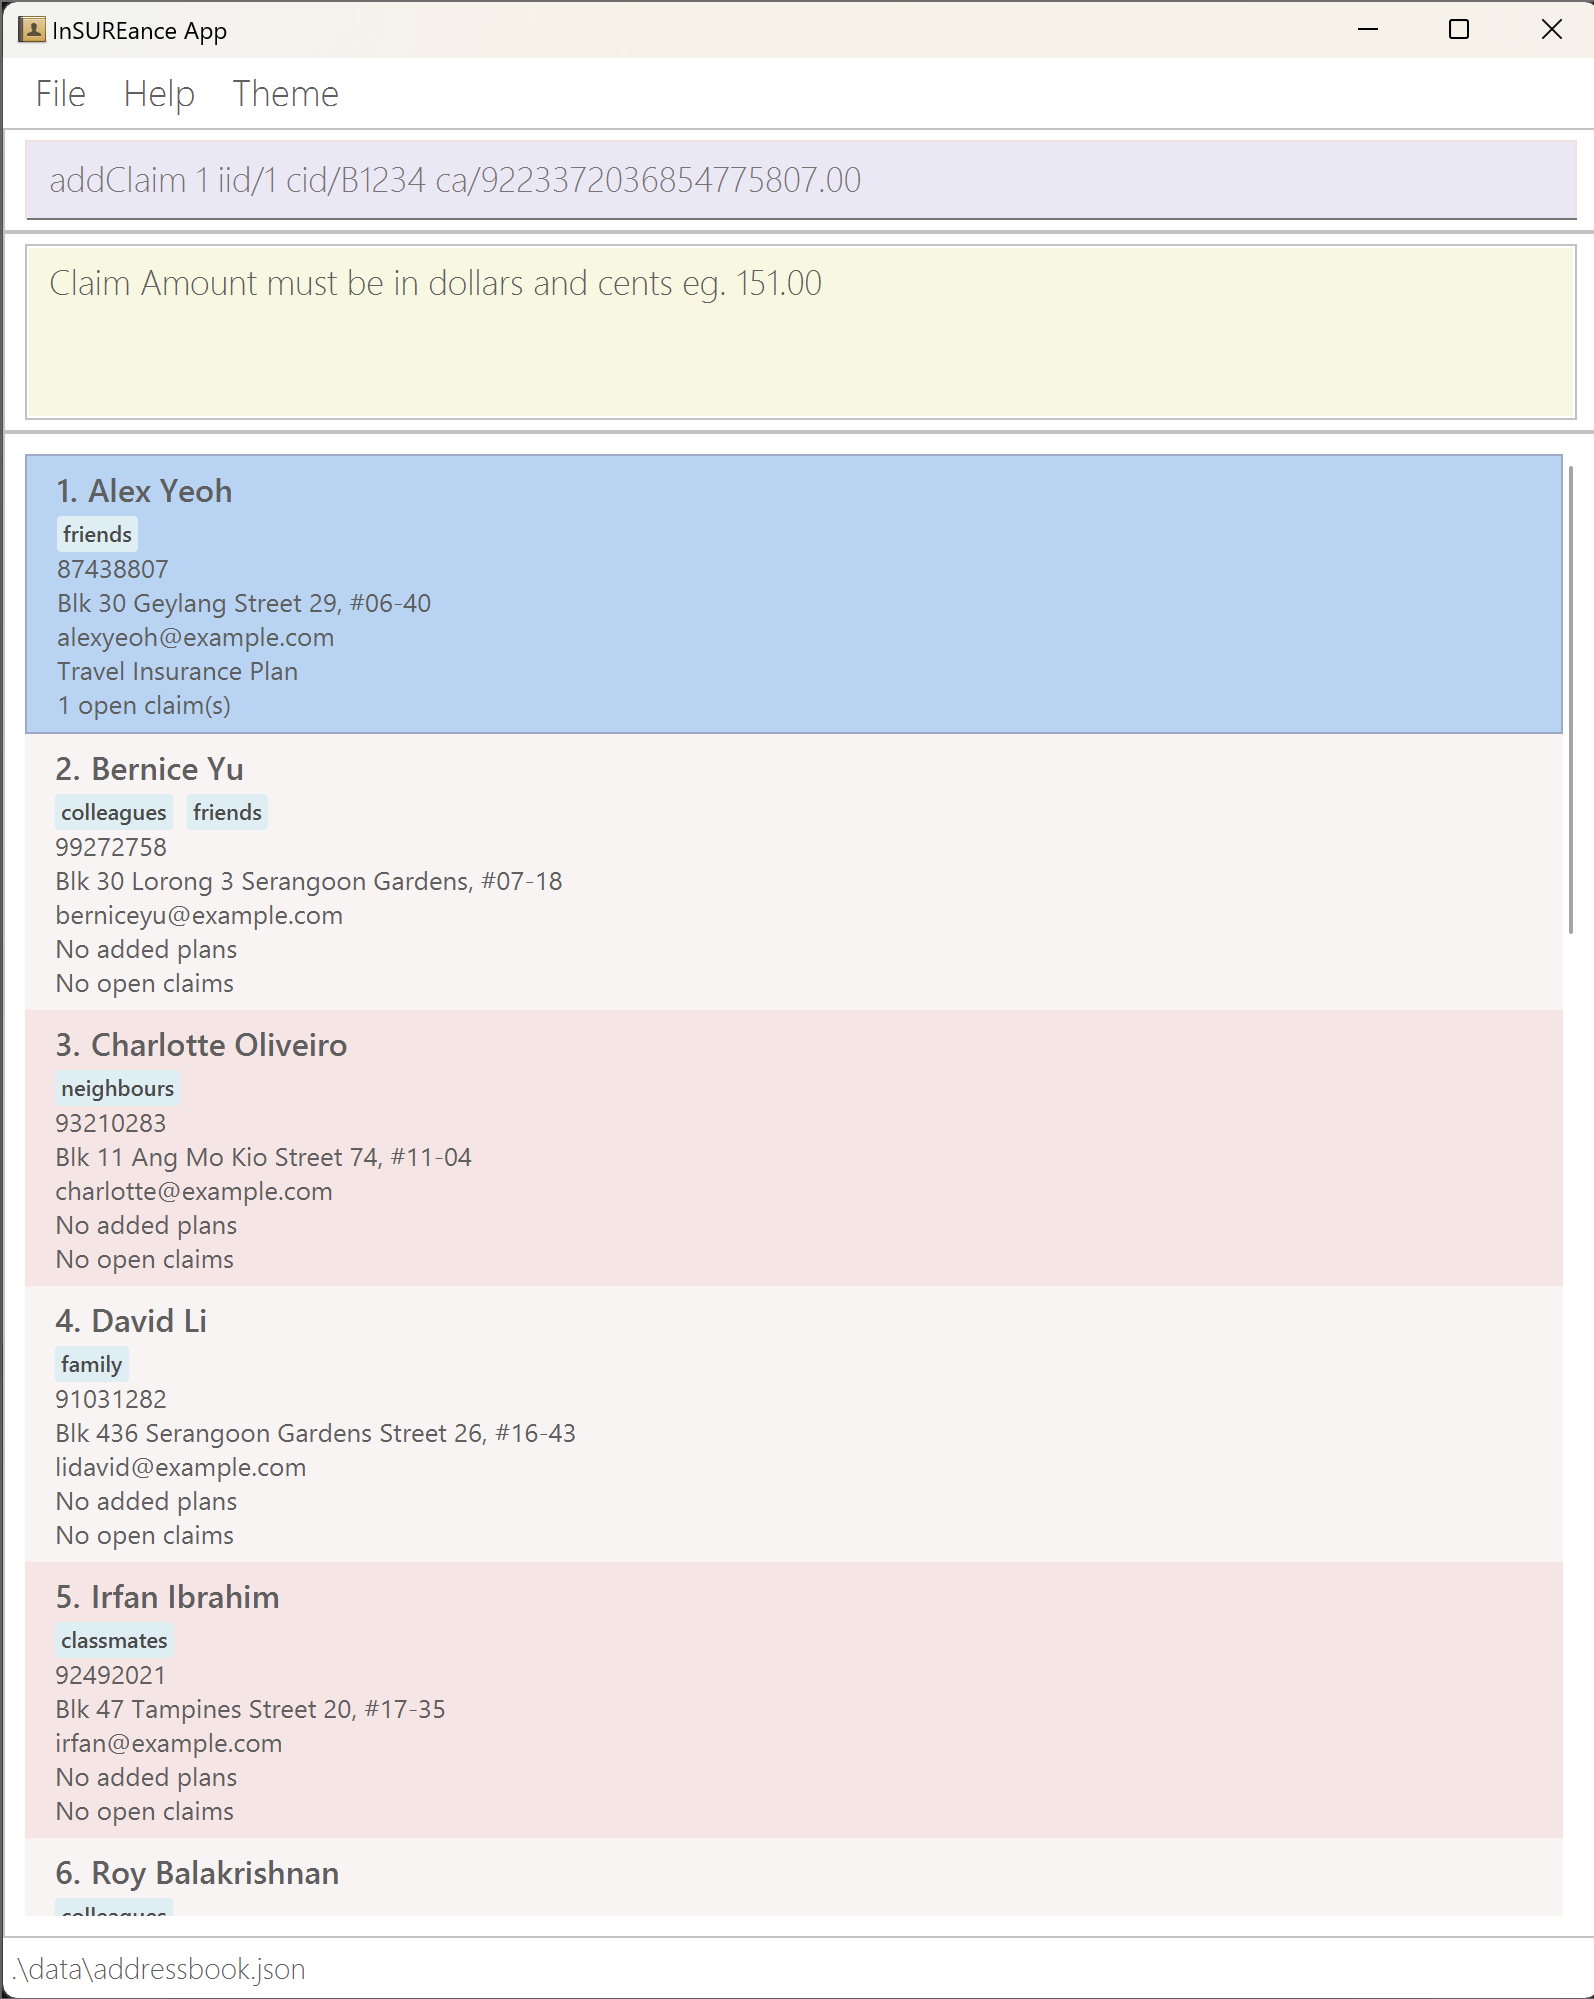 InSUREance App
File Help Theme
addClaim 1 iid/1 cid/B1234 ca/9223372036854775807.00
Claim Amount must be in dollars and cents eg. 151.00
1. Alex Yeoh
friends
87438807
Blk 30 Geylang Street 29, #06-40
alexyeoh@example.com
Travel Insurance Plan
1 open claim(s)
2. Bernice Yu
colleagues friends
99272758
Blk 30 Lorong 3 Serangoon Gardens, #07-18
berniceyu@example.com
No added plans
No open claims
3. Charlotte Oliveiro
neighbours
93210283
Blk 11 Ang Mo Kio Street 74, #11-04
charlotte@example.com
No added plans
No open claims
4. David Li
family
91031282
Blk 436 Serangoon Gardens Street 26, #16-43
lidavid@example.com
No added plans
No open claims
5. Irfan Ibrahim
classmates
92492021
Blk 47 Tampines Street 20, #17-35
irfan@example.com
No added plans
No open claims
6. Roy Balakrishnan
colleagues
.\data\addressbook.json